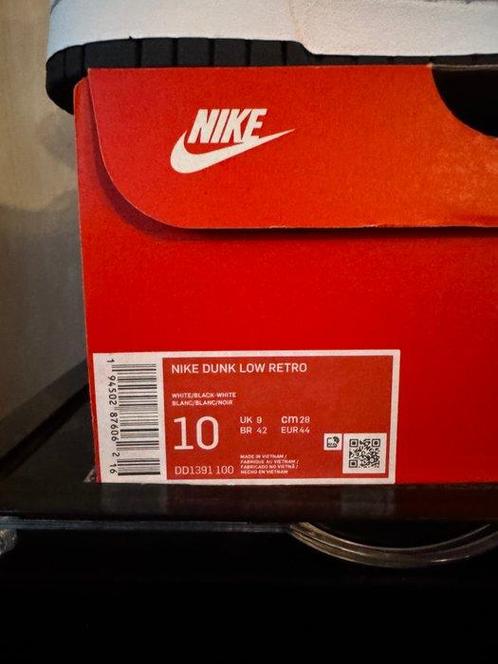 NIKE
NIKE DUNK LOW RETRO
WHITE/BLACK-WHITE
BLANC/BLANC/NOIR
10
UK 9 cm 28
BR 42 EUR 44
DD1391 100
MADE IN VIETNAM /
FABRIQUE AU VIETNAM /
FABRICADO NO VIETNÃ /
HECHO EN VIETNAM
1 94502 87606 2 16